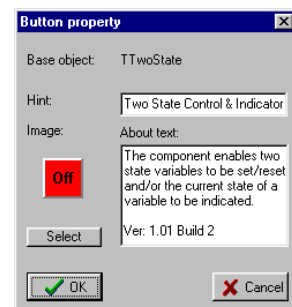 Button property
Base object: TTwoState
Hint: Two State Control & Indicator
Image: About text:
Off
The component enables two
state variables to be set/reset
and/or the current state of a
variable to be indicated.
Ver: 1.01 Build 2
Select
OK Cancel